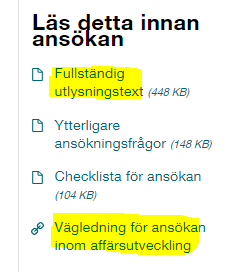 Läs detta innan
ansökan
Fullständig
utlysningstext (448 KB)
Ytterligare
ansökningsfrågor (148 KB)
Checklista för ansökan
(104 KB)
Vägledning för ansökan
inom affärsutveckling